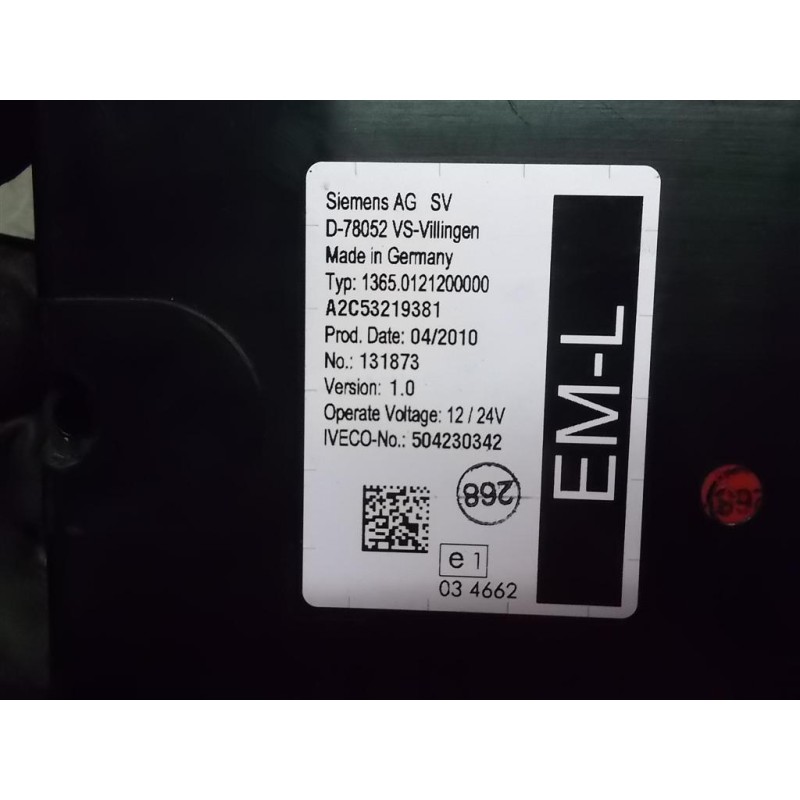 Siemens AG SV
D-78052 VS-Villingen
Made in Germany
Typ: 1365.0121200000
A2C53219381
Prod. Date: 04/2010
No.: 131873
Version: 1.0
Operate Voltage: 12 / 24V
IVECO-No.: 504230342
268
e 1
03 4662
EM-L